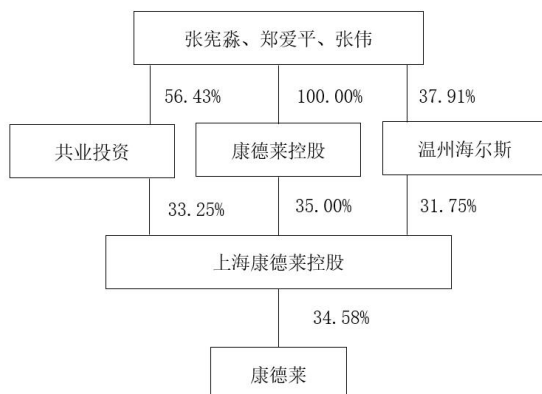 张宪淼、郑爱平、张伟
56.43%
100.00%
37.91%
共业投资
康德莱控股
温州海尔斯
33.25%
35.00%
31.75%
上海康德莱控股
34.58%
康德莱